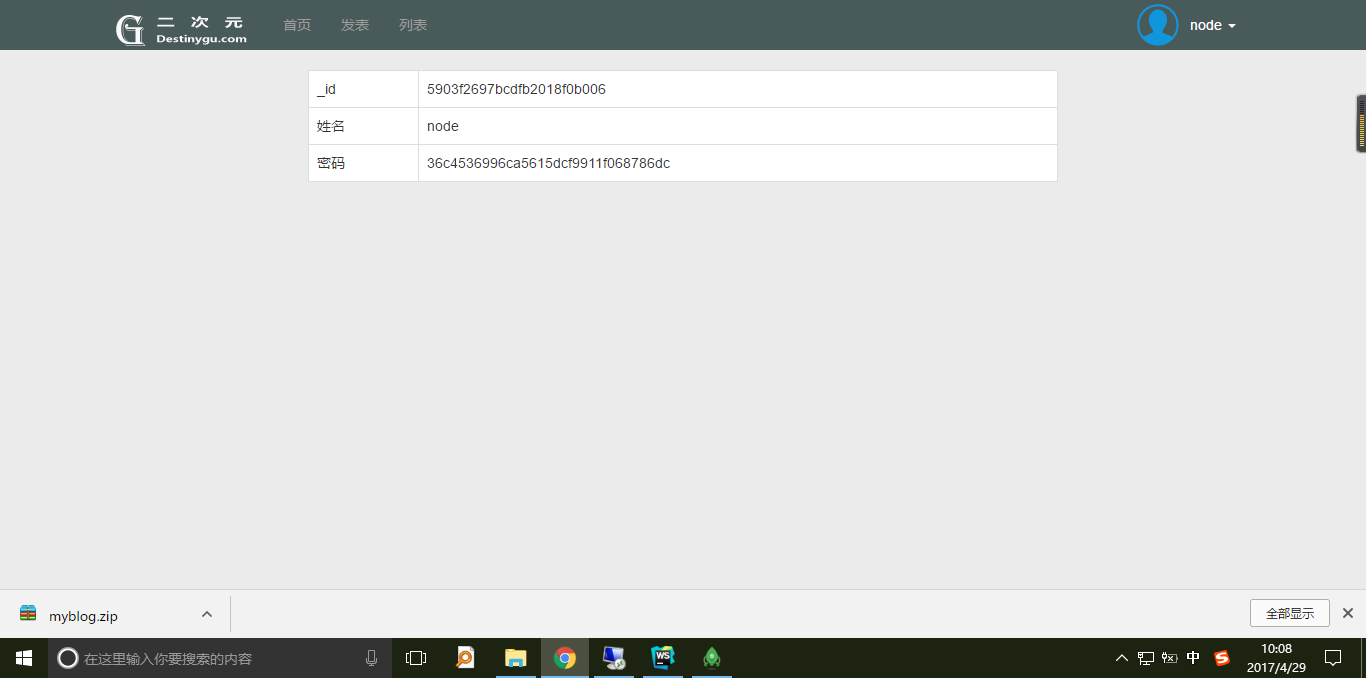 二 次 元
Destinygu.com
首页 发表 列表
node
_id 5903f2697bcdfb2018f0b006
姓名 node
密码 36c4536996ca5615dcf9911f068786dc
myblog.zip
全部显示
在这里输入你要搜索的内容
WS
中
10:08
2017/4/29